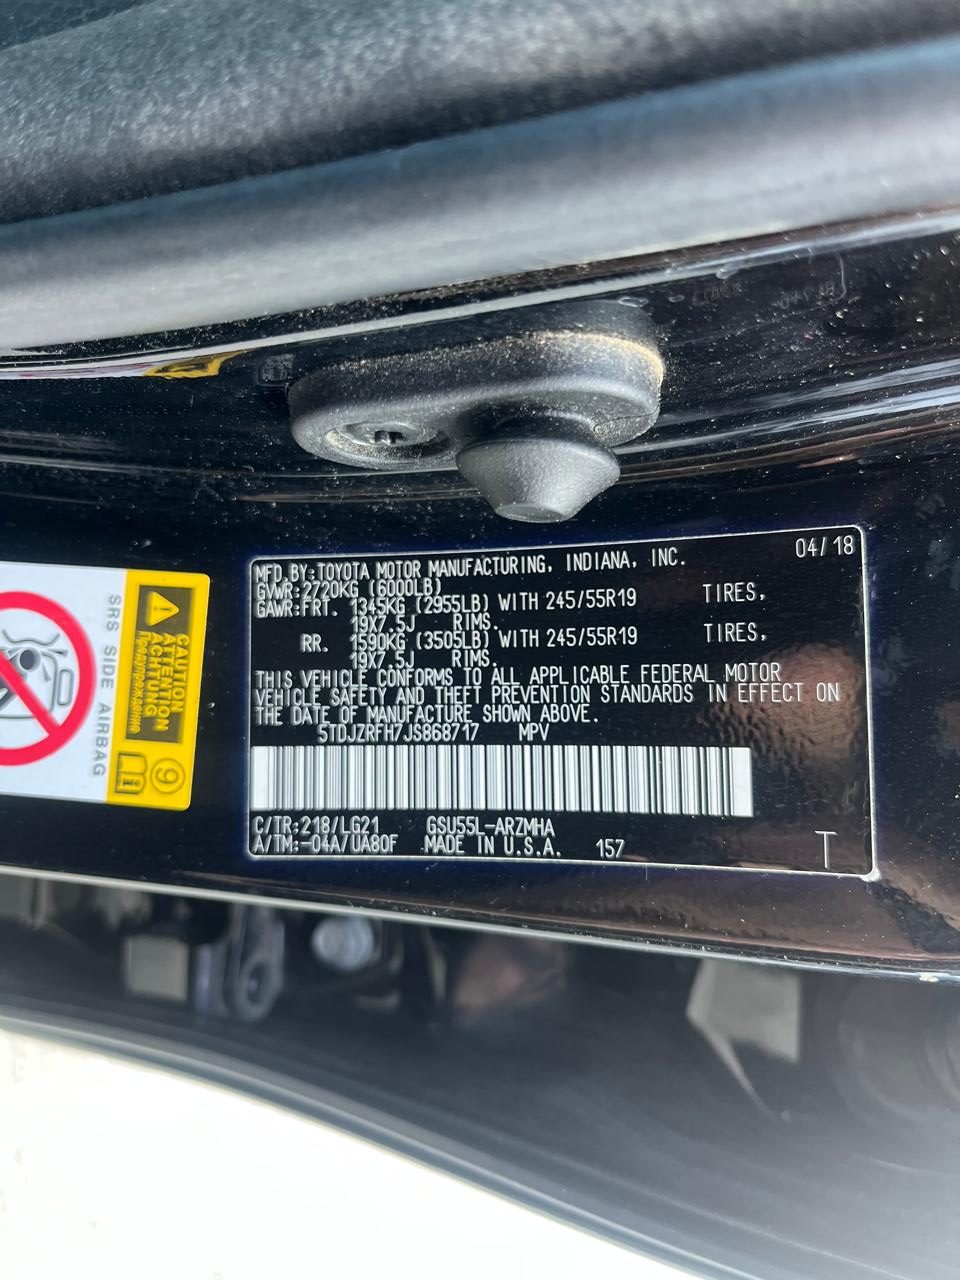 04/18
MFD.BY:TOYOTA MOTOR MANUFACTURING, INDIANA, INC.
GVWR:2720KG (6000LB)
GAWR:FRT. 1345KG (2955LB) WITH 245/55R19 TIRES,
19X7.5J RIMS.
RR. 1590KG (3505LB) WITH 245/55R19 TIRES,
19X7.5J RIMS.
THIS VEHICLE CONFORMS TO ALL APPLICABLE FEDERAL MOTOR
VEHICLE SAFETY AND THEFT PREVENTION STANDARDS IN EFFECT ON
THE DATE OF MANUFACTURE SHOWN ABOVE.
5TDJZRFH7JS868717 MPV
C/TR:218/LG21 GSU55L-ARZMHA
A/TM:-04A/UA80F MADE IN U.S.A. 157 T
CAUTION
ATTENTION
ACHTUNG
Предупреждение
9
i
SRS SIDE AIRBAG